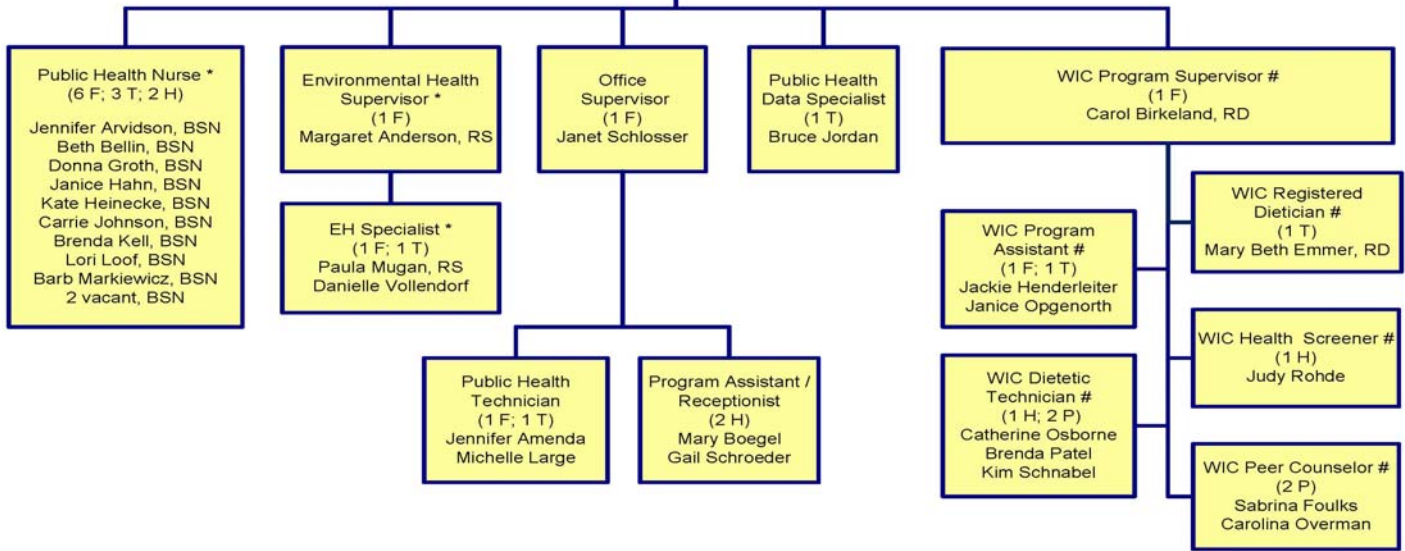 Public Health Nurse *
(6 F; 3 T; 2 H)
Jennifer Arvidson, BSN
Beth Bellin, BSN
Donna Groth, BSN
Janice Hahn, BSN
Kate Heinecke, BSN
Carrie Johnson, BSN
Brenda Kell, BSN
Lori Loof, BSN
Barb Markiewicz, BSN
2 vacant, BSN
Environmental Health
Supervisor *
(1 F)
Margaret Anderson, RS
EH Specialist *
(1 F; 1 T)
Paula Mugan, RS
Danielle Vollendorf
Office
Supervisor
(1 F)
Janet Schlosser
Public Health
Technician
(1 F; 1 T)
Jennifer Amenda
Michelle Large
Program Assistant /
Receptionist
(2 H)
Mary Boegel
Gail Schroeder
Public Health
Data Specialist
(1 T)
Bruce Jordan
WIC Program Supervisor #
(1 F)
Carol Birkeland, RD
WIC Program
Assistant #
(1 F; 1 T)
Jackie Henderleiter
Janice Opgenorth
WIC Dietetic
Technician #
(1 H; 2 P)
Catherine Osborne
Brenda Patel
Kim Schnabel
WIC Registered
Dietician #
(1 T)
Mary Beth Emmer, RD
WIC Health Screener #
(1 H)
Judy Rohde
WIC Peer Counselor #
(2 P)
Sabrina Foulks
Carolina Overman